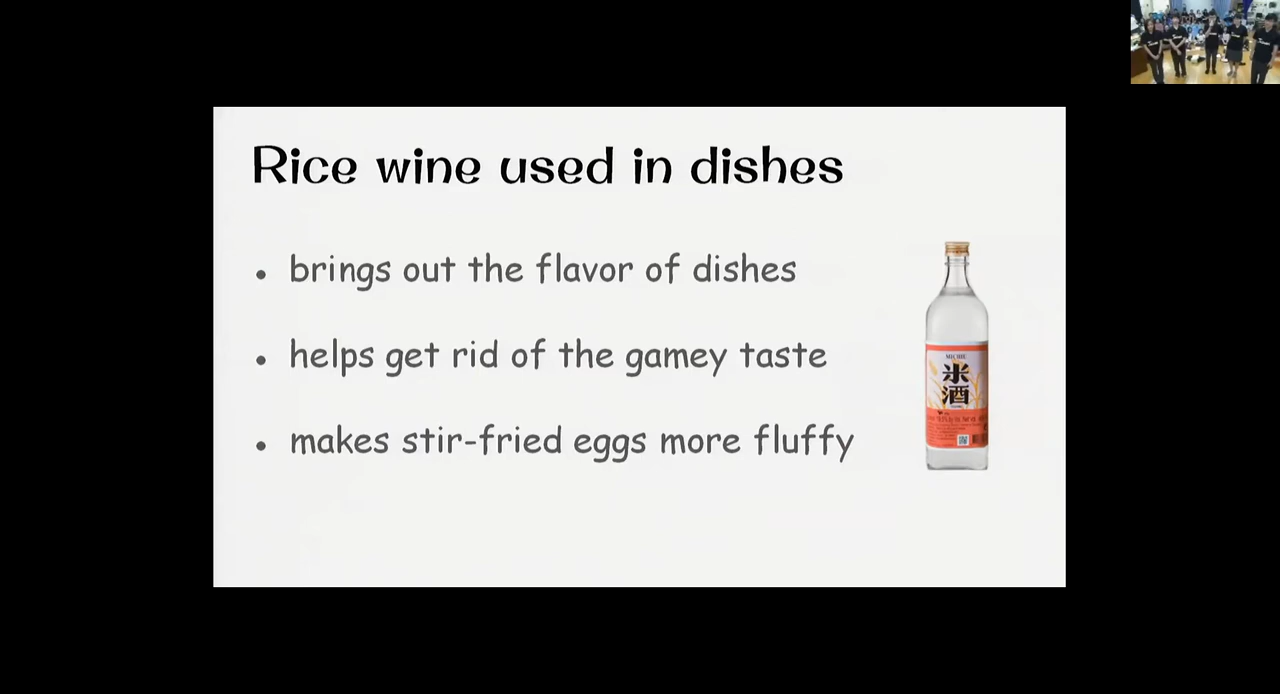 Rice wine used in dishes
• brings out the flavor of dishes
• helps get rid of the gamey taste
• makes stir-fried eggs more fluffy
MICHIU
米
酒